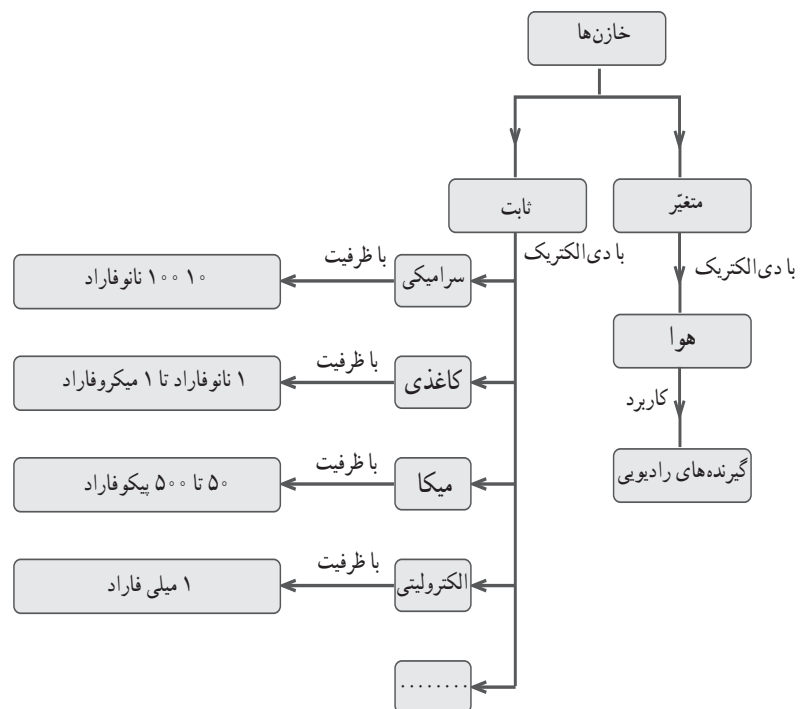 خازن‌ها
متغیّر
ثابت
با دی‌الکتریک
با دی‌الکتریک
هوا
کاربرد
گیرنده‌های رادیویی
سرامیکی
با ظرفیت
۱۰ ۱۰۰ نانوفاراد
کاغذی
با ظرفیت
۱ نانوفاراد تا ۱ میکروفاراد
میکا
با ظرفیت
۵۰ تا ۵۰۰ پیکوفاراد
الکترولیتی
با ظرفیت
۱ میلی فاراد
........